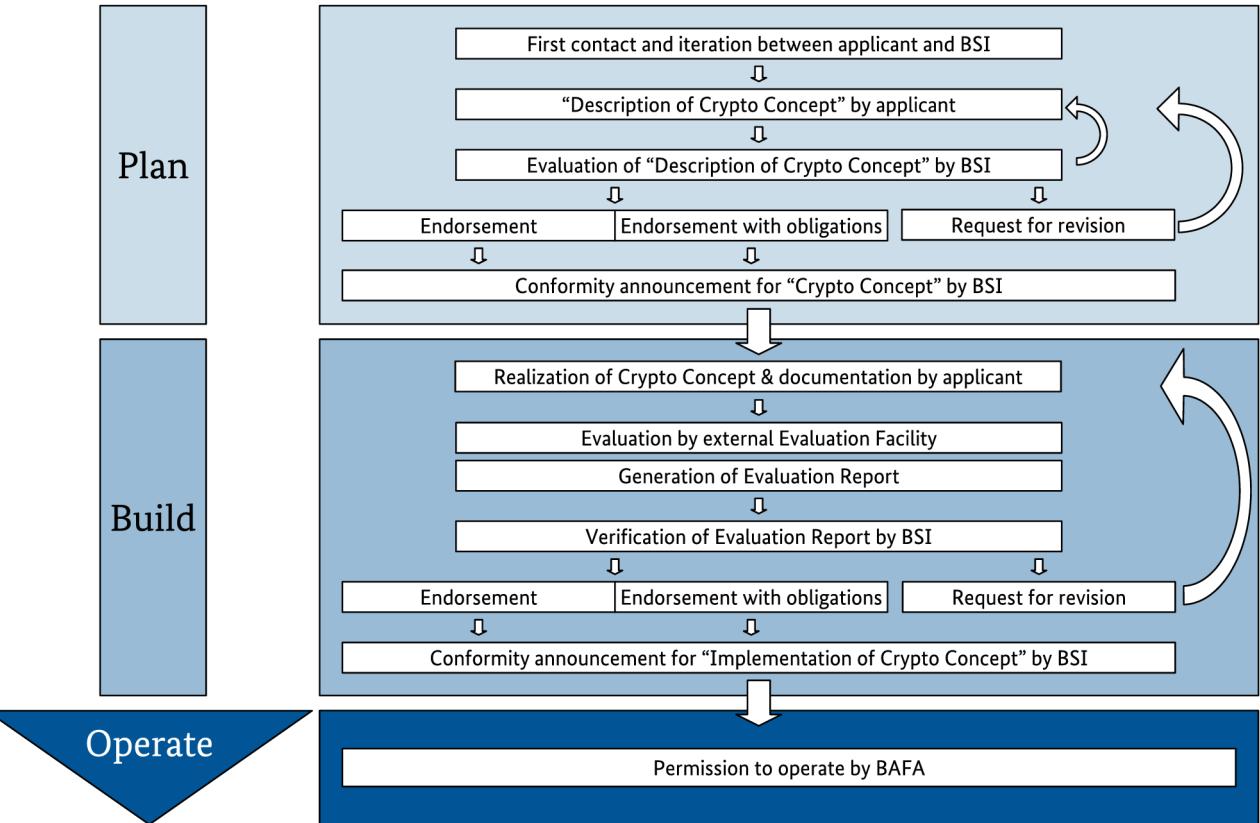 Plan
First contact and iteration between applicant and BSI
“Description of Crypto Concept” by applicant
Evaluation of “Description of Crypto Concept” by BSI
Endorsement
Endorsement with obligations
Request for revision
Conformity announcement for “Crypto Concept” by BSI
Build
Realization of Crypto Concept & documentation by applicant
Evaluation by external Evaluation Facility
Generation of Evaluation Report
Verification of Evaluation Report by BSI
Endorsement
Endorsement with obligations
Request for revision
Conformity announcement for “Implementation of Crypto Concept” by BSI
Operate
Permission to operate by BAFA